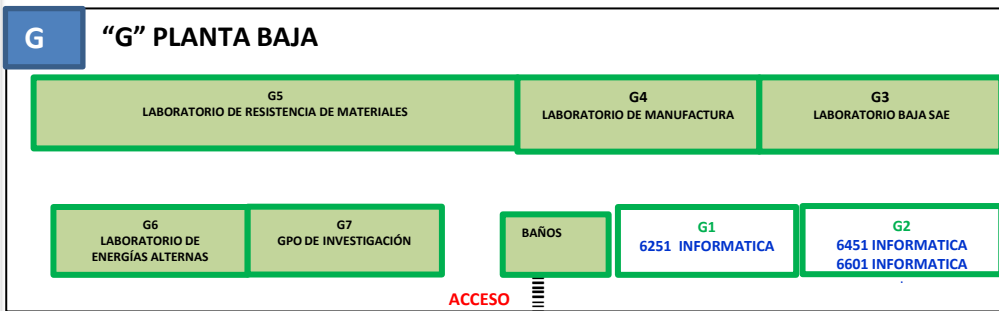 G
“G” PLANTA BAJA
G5
LABORATORIO DE RESISTENCIA DE MATERIALES
G4
LABORATORIO DE MANUFACTURA
G3
LABORATORIO BAJA SAE
G6
LABORATORIO DE
ENERGÍAS ALTERNAS
G7
GPO DE INVESTIGACIÓN
BAÑOS
G1
6251 INFORMATICA
G2
6451 INFORMATICA
6601 INFORMATICA
.
ACCESO